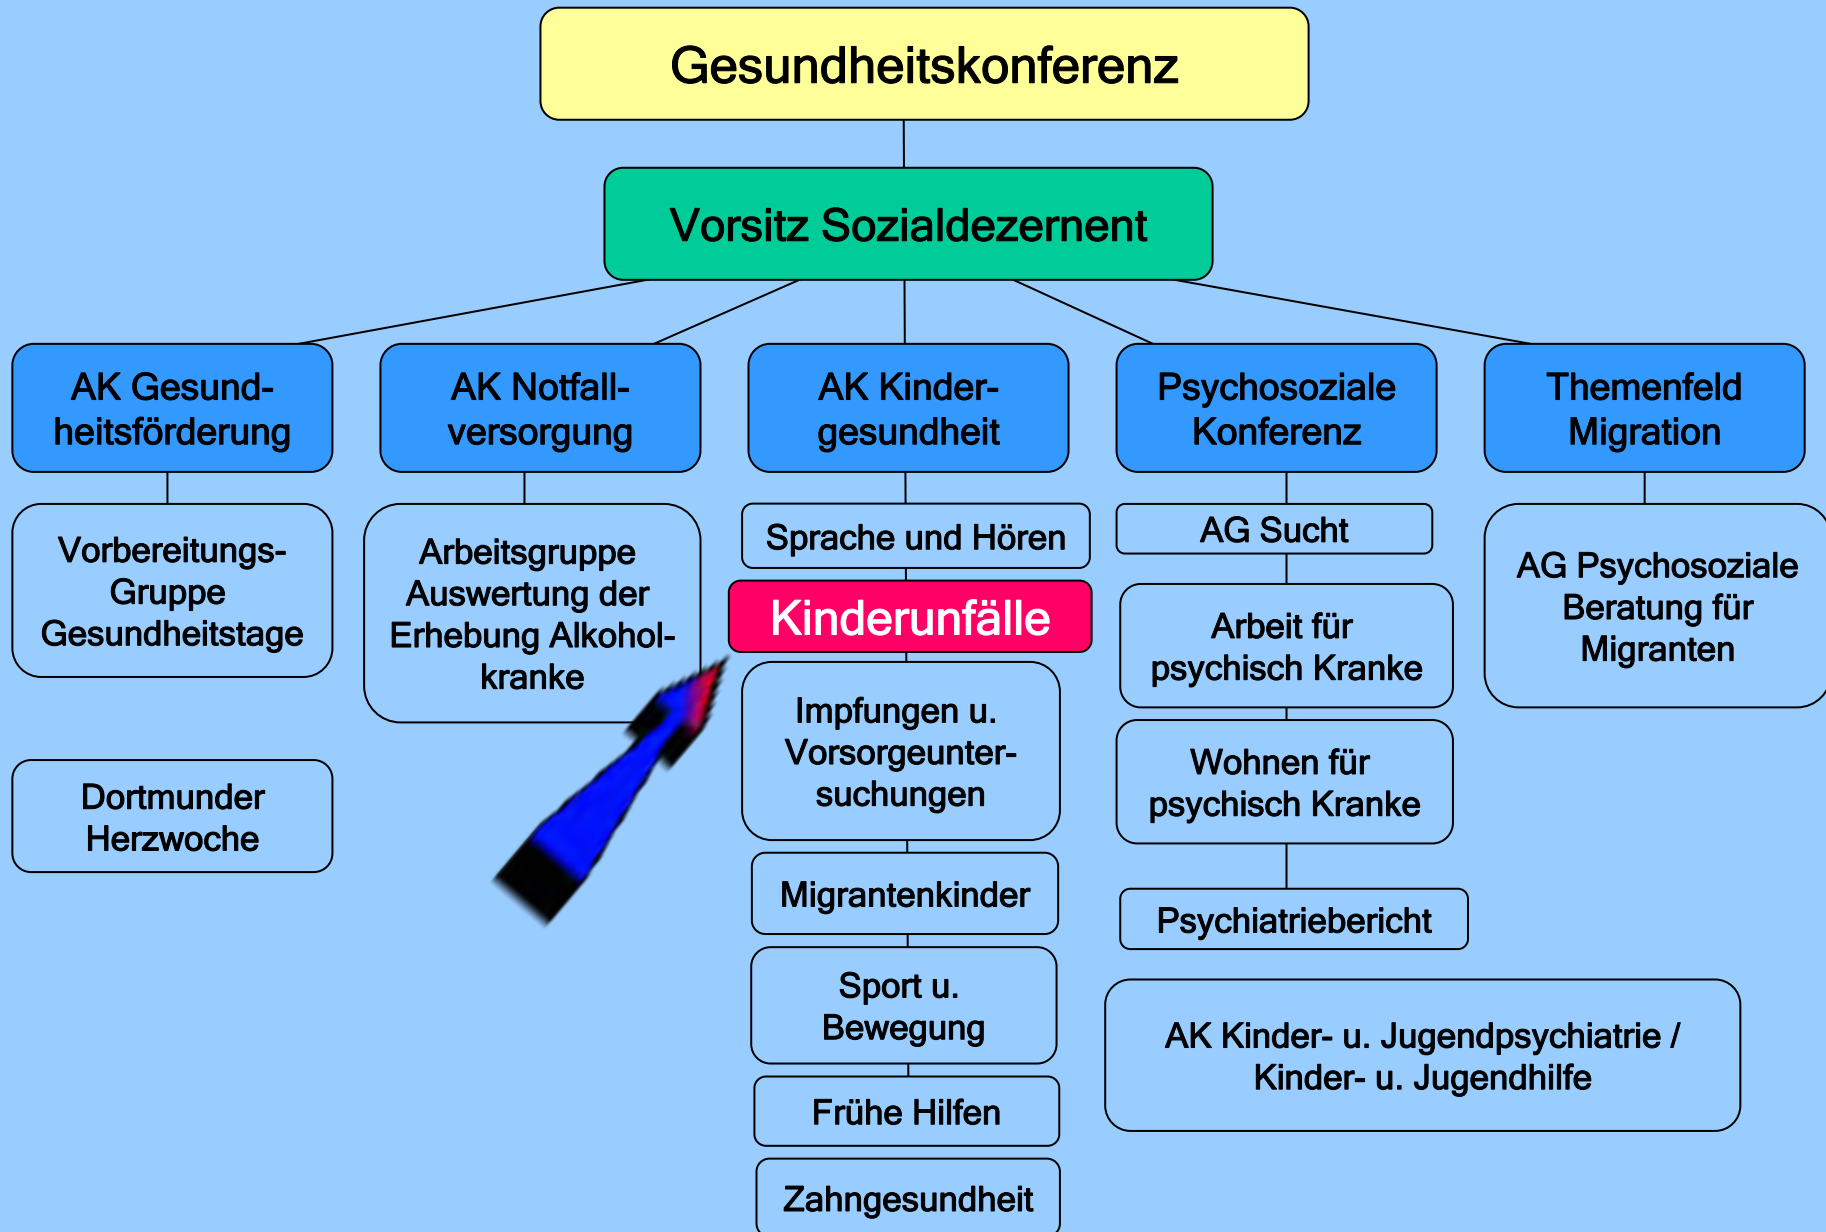 Gesundheitskonferenz
Vorsitz Sozialdezernent
AK Gesund-
heitsförderung
AK Notfall-
versorgung
AK Kinder-
gesundheit
Psychosoziale
Konferenz
Themenfeld
Migration
Vorbereitungs-
Gruppe
Gesundheitstage
Dortmunder
Herzwoche
Arbeitsgruppe
Auswertung der
Erhebung Alkohol-
kranke
Sprache und Hören
Kinderunfälle
Impfungen u.
Vorsorgeunter-
suchungen
Migrantenkinder
Sport u.
Bewegung
Frühe Hilfen
Zahngesundheit
AG Sucht
Arbeit für
psychisch Kranke
Wohnen für
psychisch Kranke
Psychiatriebericht
AK Kinder- u. Jugendpsychiatrie /
Kinder- u. Jugendhilfe
AG Psychosoziale
Beratung für
Migranten